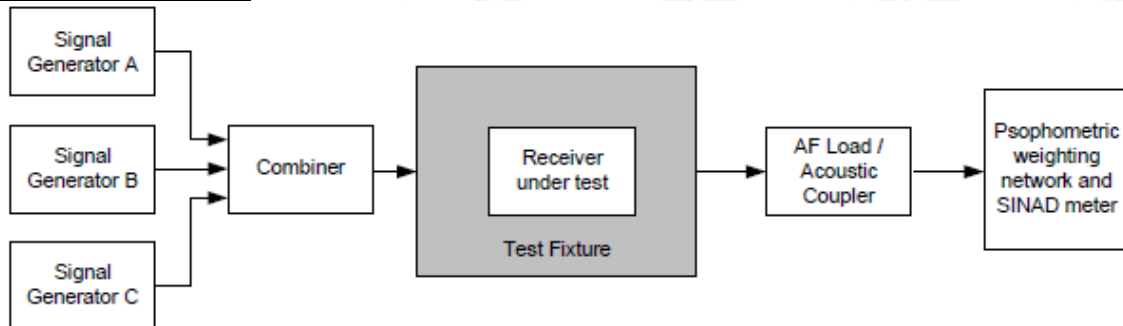 Signal
Generator A
Signal
Generator B
Signal
Generator C
Combiner
Receiver
under test
Test Fixture
AF Load /
Acoustic
Coupler
Psophometric
weighting
network and
SINAD meter